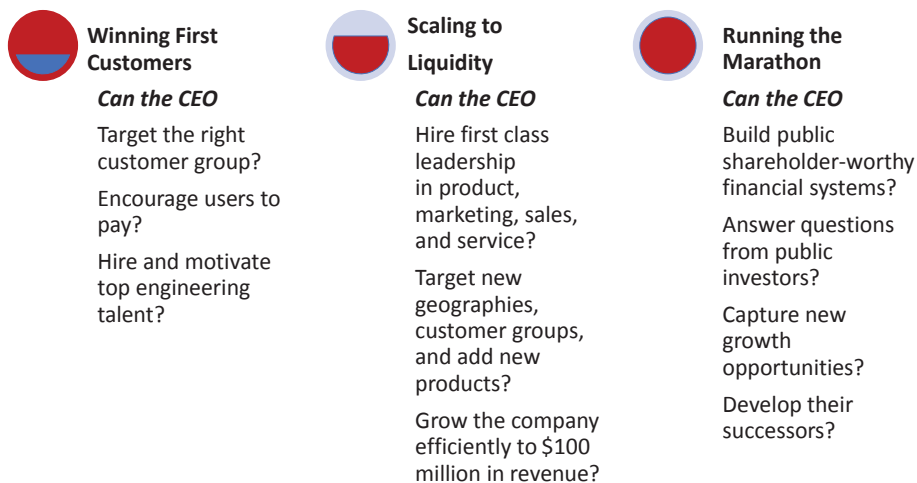 Winning First
Customers
Can the CEO
Target the right
customer group?
Encourage users to
pay?
Hire and motivate
top engineering
talent?
Scaling to
Liquidity
Can the CEO
Hire first class
leadership
in product,
marketing, sales,
and service?
Target new
geographies,
customer groups,
and add new
products?
Grow the company
efficiently to $100
million in revenue?
Running the
Marathon
Can the CEO
Build public
shareholder-worthy
financial systems?
Answer questions
from public
investors?
Capture new
growth
opportunities?
Develop their
successors?